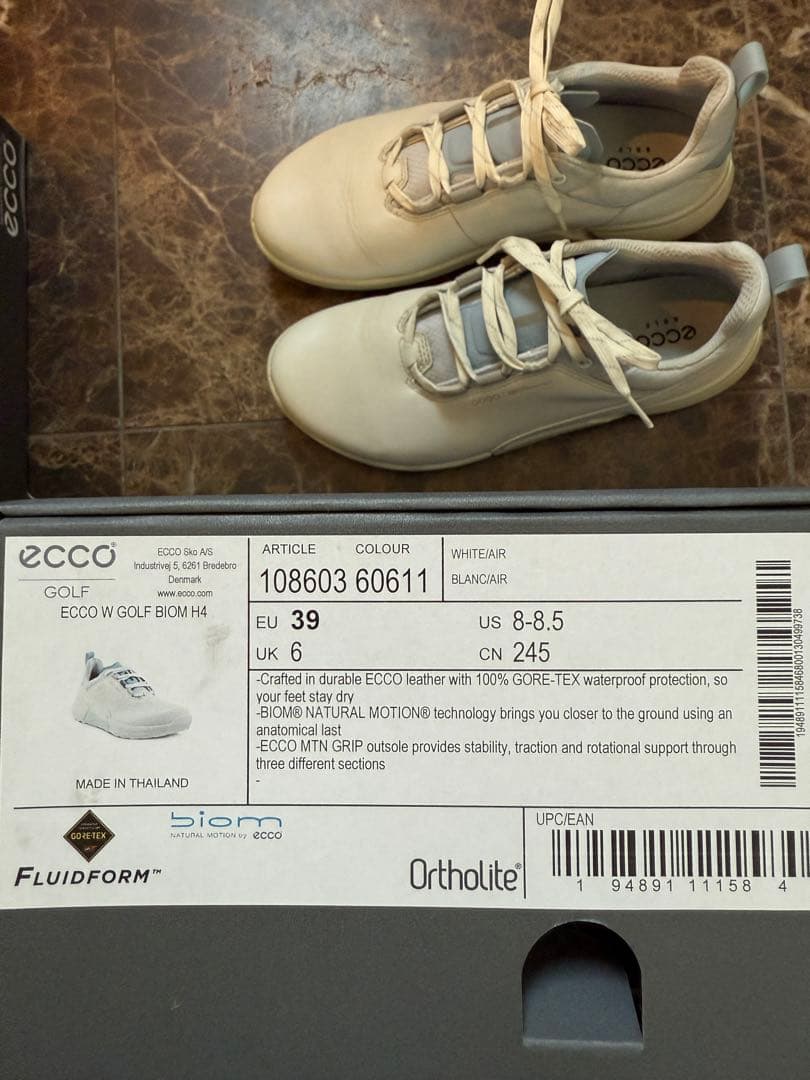 ecco
ecco
ecco
ecco®
GOLF
ECCO Sko A/S
Industrivej 5, 6261 Bredebro
Denmark
www.ecco.com
ECCO W GOLF BIOM H4
MADE IN THAILAND
ARTICLE COLOUR
108603 60611
WHITE/AIR
BLANC/AIR
EU 39 US 8-8.5
UK 6 CN 245
-Crafted in durable ECCO leather with 100% GORE-TEX waterproof protection, so
your feet stay dry
-BIOM® NATURAL MOTION® technology brings you closer to the ground using an
anatomical last
-ECCO MTN GRIP outsole provides stability, traction and rotational support through
three different sections
-
1948911115846800130499738
GORE-TEX
FLUIDFORM™
biom
NATURAL MOTION by ecco
Ortholite®
UPC/EAN
1 94891 11158 4